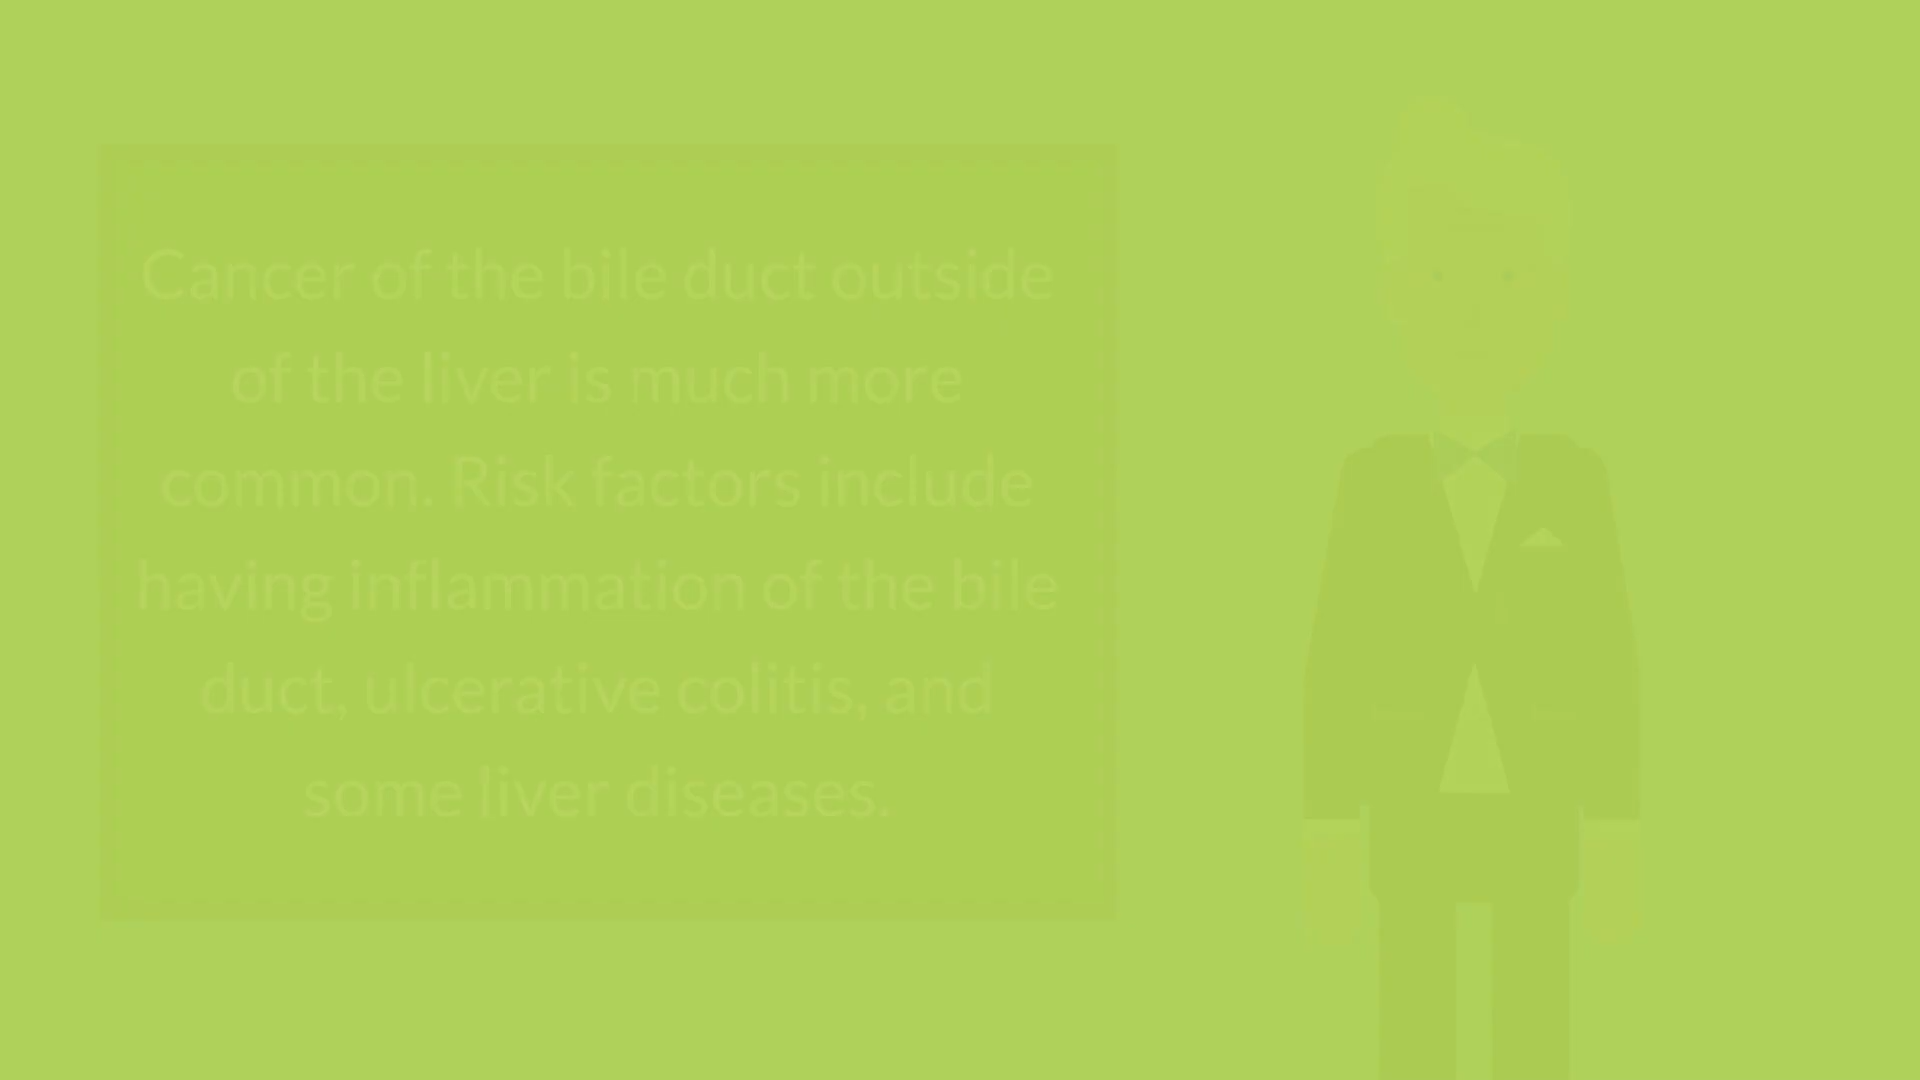 Cancer of the bile duct outside
of the liver is much more
common. Risk factors include
having inflammation of the bile
duct, ulcerative colitis, and
some liver diseases.